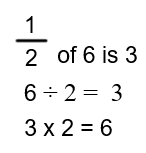 1/2 of 6 is 3
6 ÷ 2 = 3
3 x 2 = 6